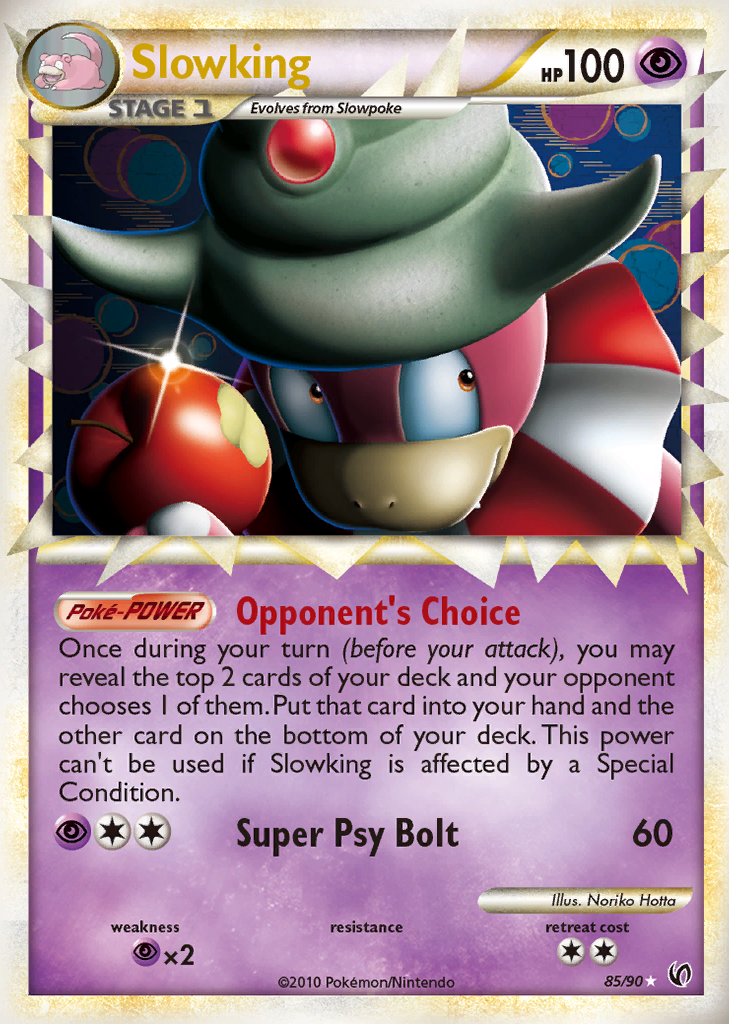 Slowking
HP100
STAGE 1
Evolves from Slowpoke
Poké-POWER Opponent's Choice
Once during your turn (before your attack), you may
reveal the top 2 cards of your deck and your opponent
chooses 1 of them. Put that card into your hand and the
other card on the bottom of your deck. This power
can't be used if Slowking is affected by a Special
Condition.
Super Psy Bolt 60
Illus. Noriko Hotta
weakness resistance retreat cost
×2
©2010 Pokémon/Nintendo 85/90